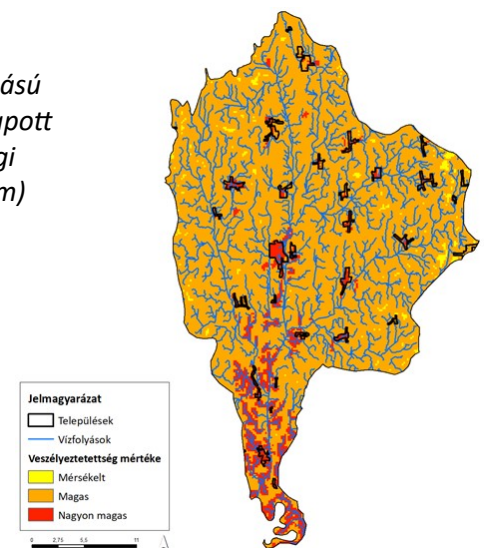 ású
apott
gi
m)
Jelmagyarázat
Települések
Vízfolyások
Veszélyeztetettség mértéke
Mérsékelt
Magas
Nagyon magas
0 2,75 5,5 11